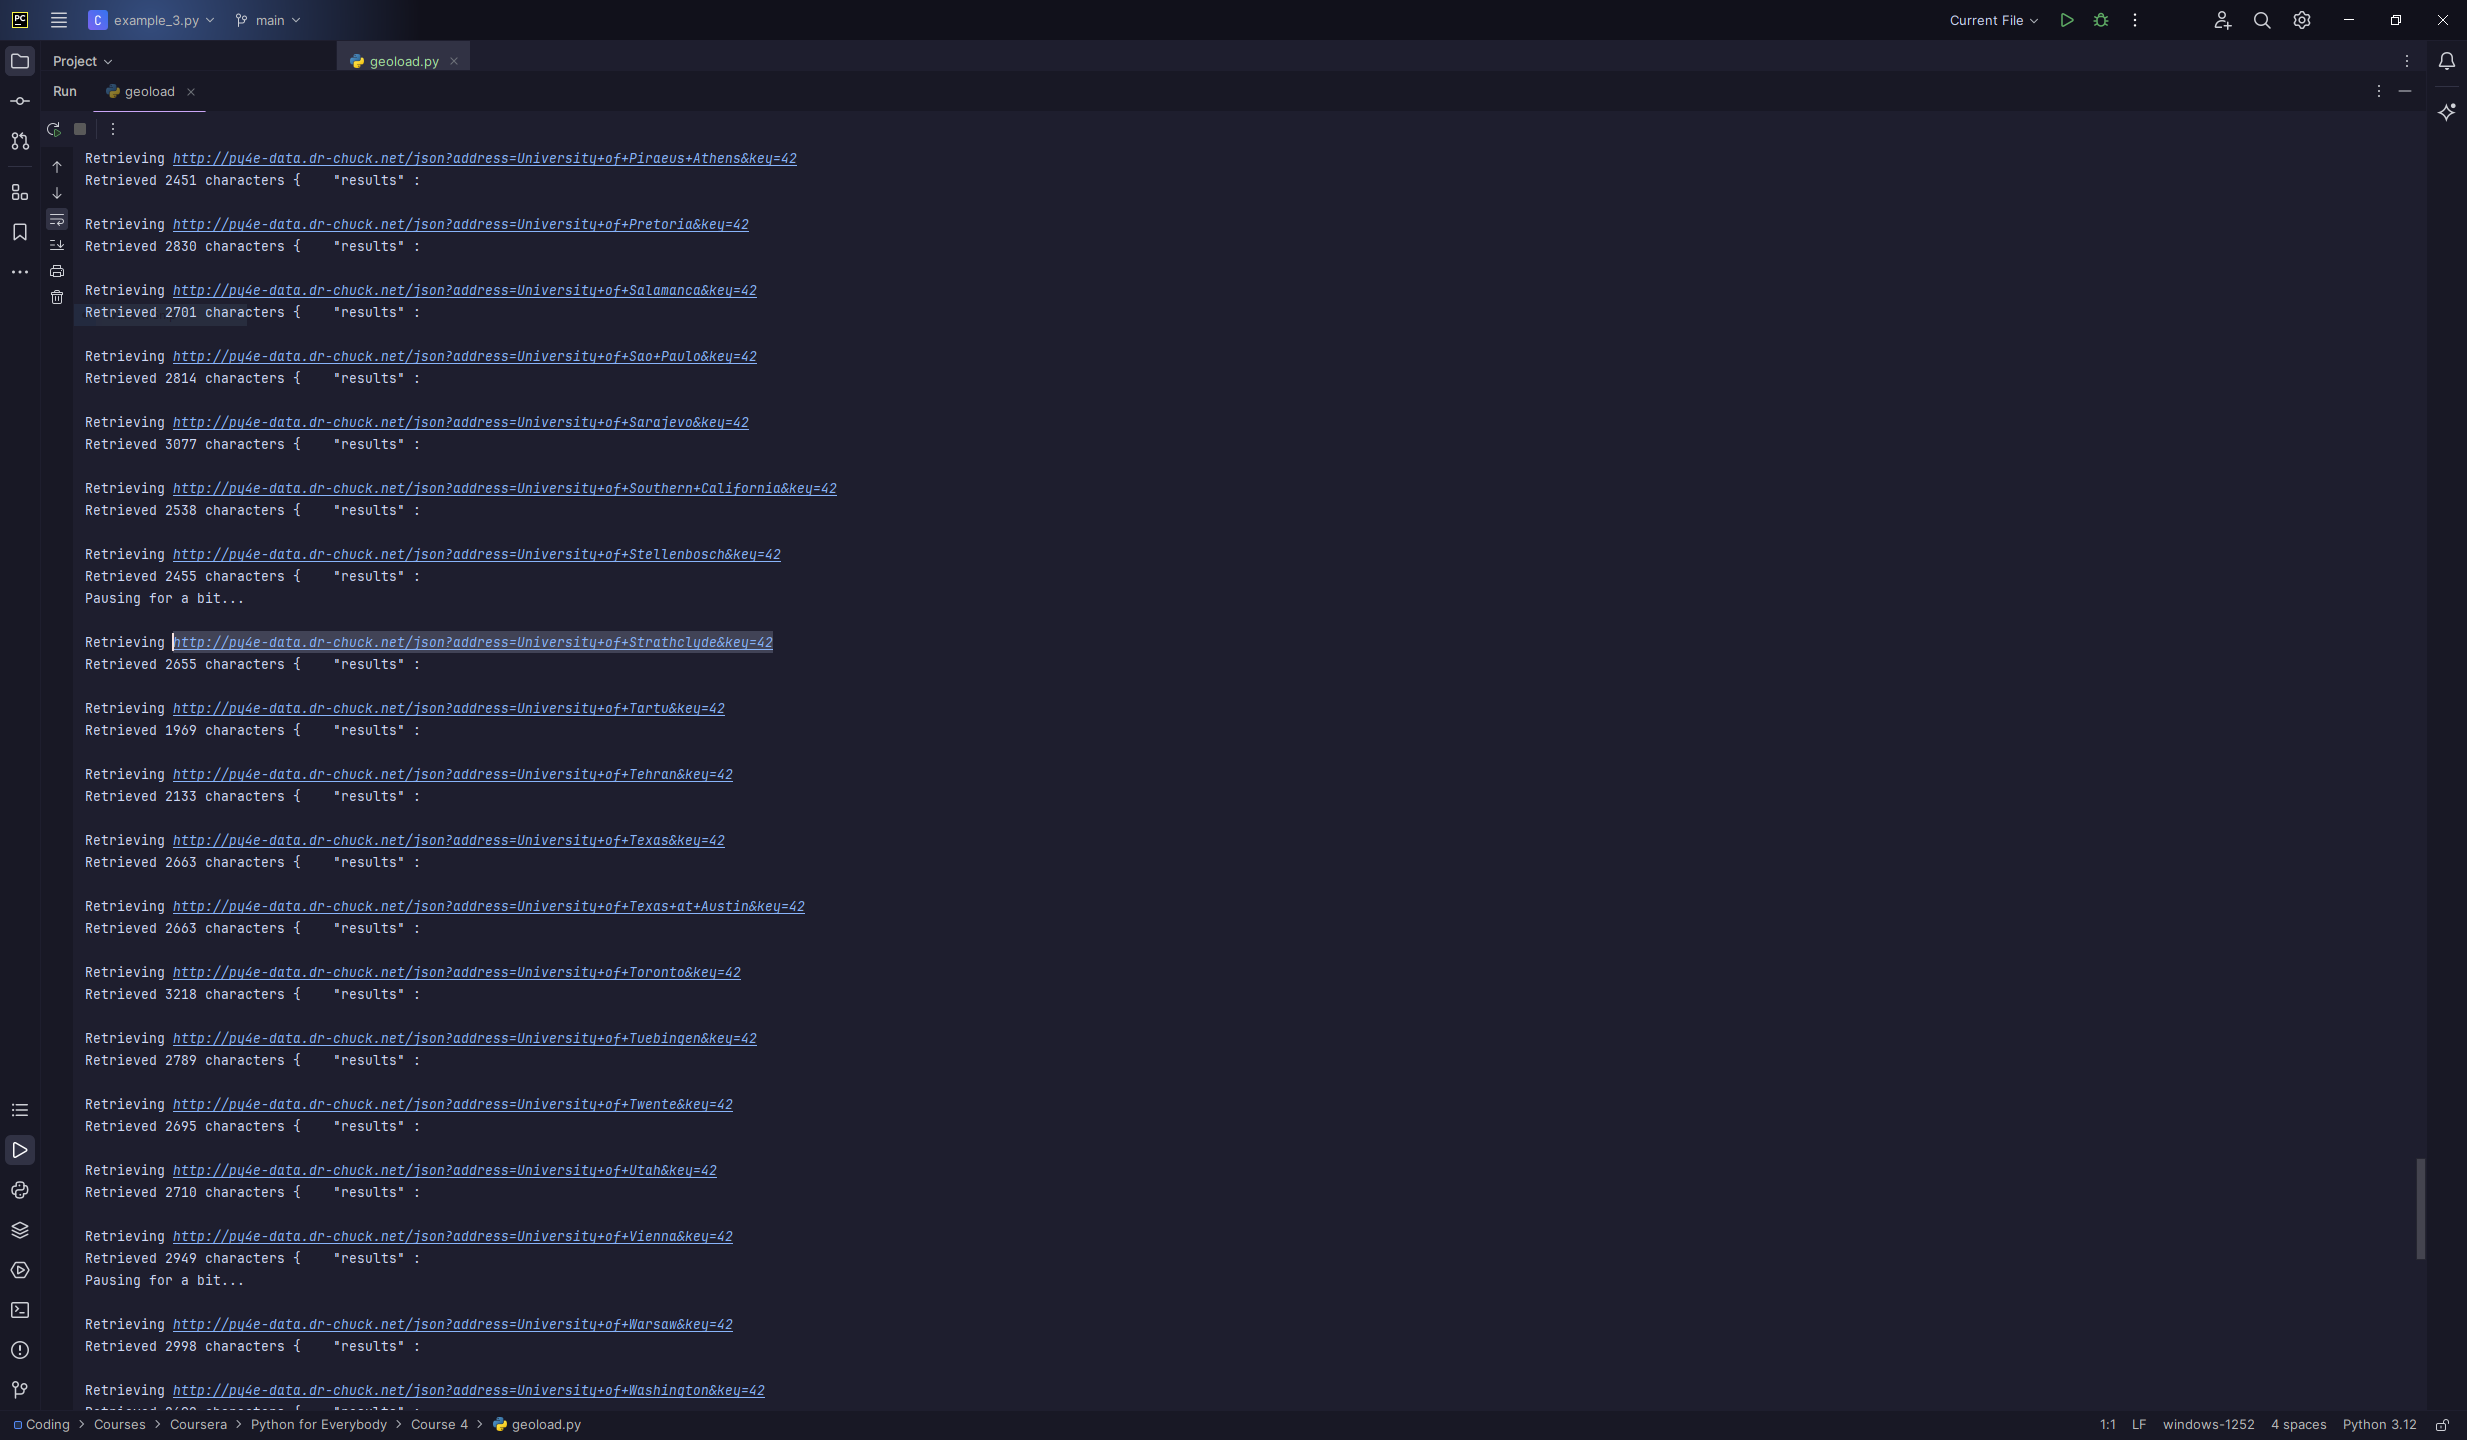 PC C example_3.py main Current File
Project geoload.py
Run geoload
Retrieving http://py4e-data.dr-chuck.net/json?address=University+of+Piraeus+Athens&key=42
Retrieved 2451 characters {    "results" :
Retrieving http://py4e-data.dr-chuck.net/json?address=University+of+Pretoria&key=42
Retrieved 2830 characters {    "results" :
Retrieving http://py4e-data.dr-chuck.net/json?address=University+of+Salamanca&key=42
Retrieved 2701 characters {    "results" :
Retrieving http://py4e-data.dr-chuck.net/json?address=University+of+Sao+Paulo&key=42
Retrieved 2814 characters {    "results" :
Retrieving http://py4e-data.dr-chuck.net/json?address=University+of+Sarajevo&key=42
Retrieved 3077 characters {    "results" :
Retrieving http://py4e-data.dr-chuck.net/json?address=University+of+Southern+California&key=42
Retrieved 2538 characters {    "results" :
Retrieving http://py4e-data.dr-chuck.net/json?address=University+of+Stellenbosch&key=42
Retrieved 2455 characters {    "results" :
Pausing for a bit...
Retrieving http://py4e-data.dr-chuck.net/json?address=University+of+Strathclyde&key=42
Retrieved 2655 characters {    "results" :
Retrieving http://py4e-data.dr-chuck.net/json?address=University+of+Tartu&key=42
Retrieved 1969 characters {    "results" :
Retrieving http://py4e-data.dr-chuck.net/json?address=University+of+Tehran&key=42
Retrieved 2133 characters {    "results" :
Retrieving http://py4e-data.dr-chuck.net/json?address=University+of+Texas&key=42
Retrieved 2663 characters {    "results" :
Retrieving http://py4e-data.dr-chuck.net/json?address=University+of+Texas+at+Austin&key=42
Retrieved 2663 characters {    "results" :
Retrieving http://py4e-data.dr-chuck.net/json?address=University+of+Toronto&key=42
Retrieved 3218 characters {    "results" :
Retrieving http://py4e-data.dr-chuck.net/json?address=University+of+Tuebingen&key=42
Retrieved 2789 characters {    "results" :
Retrieving http://py4e-data.dr-chuck.net/json?address=University+of+Twente&key=42
Retrieved 2695 characters {    "results" :
Retrieving http://py4e-data.dr-chuck.net/json?address=University+of+Utah&key=42
Retrieved 2710 characters {    "results" :
Retrieving http://py4e-data.dr-chuck.net/json?address=University+of+Vienna&key=42
Retrieved 2949 characters {    "results" :
Pausing for a bit...
Retrieving http://py4e-data.dr-chuck.net/json?address=University+of+Warsaw&key=42
Retrieved 2998 characters {    "results" :
Retrieving http://py4e-data.dr-chuck.net/json?address=University+of+Washington&key=42
Coding > Courses > Coursera > Python for Everybody > Course 4 > geoload.py 1:1 LF windows-1252 4 spaces Python 3.12